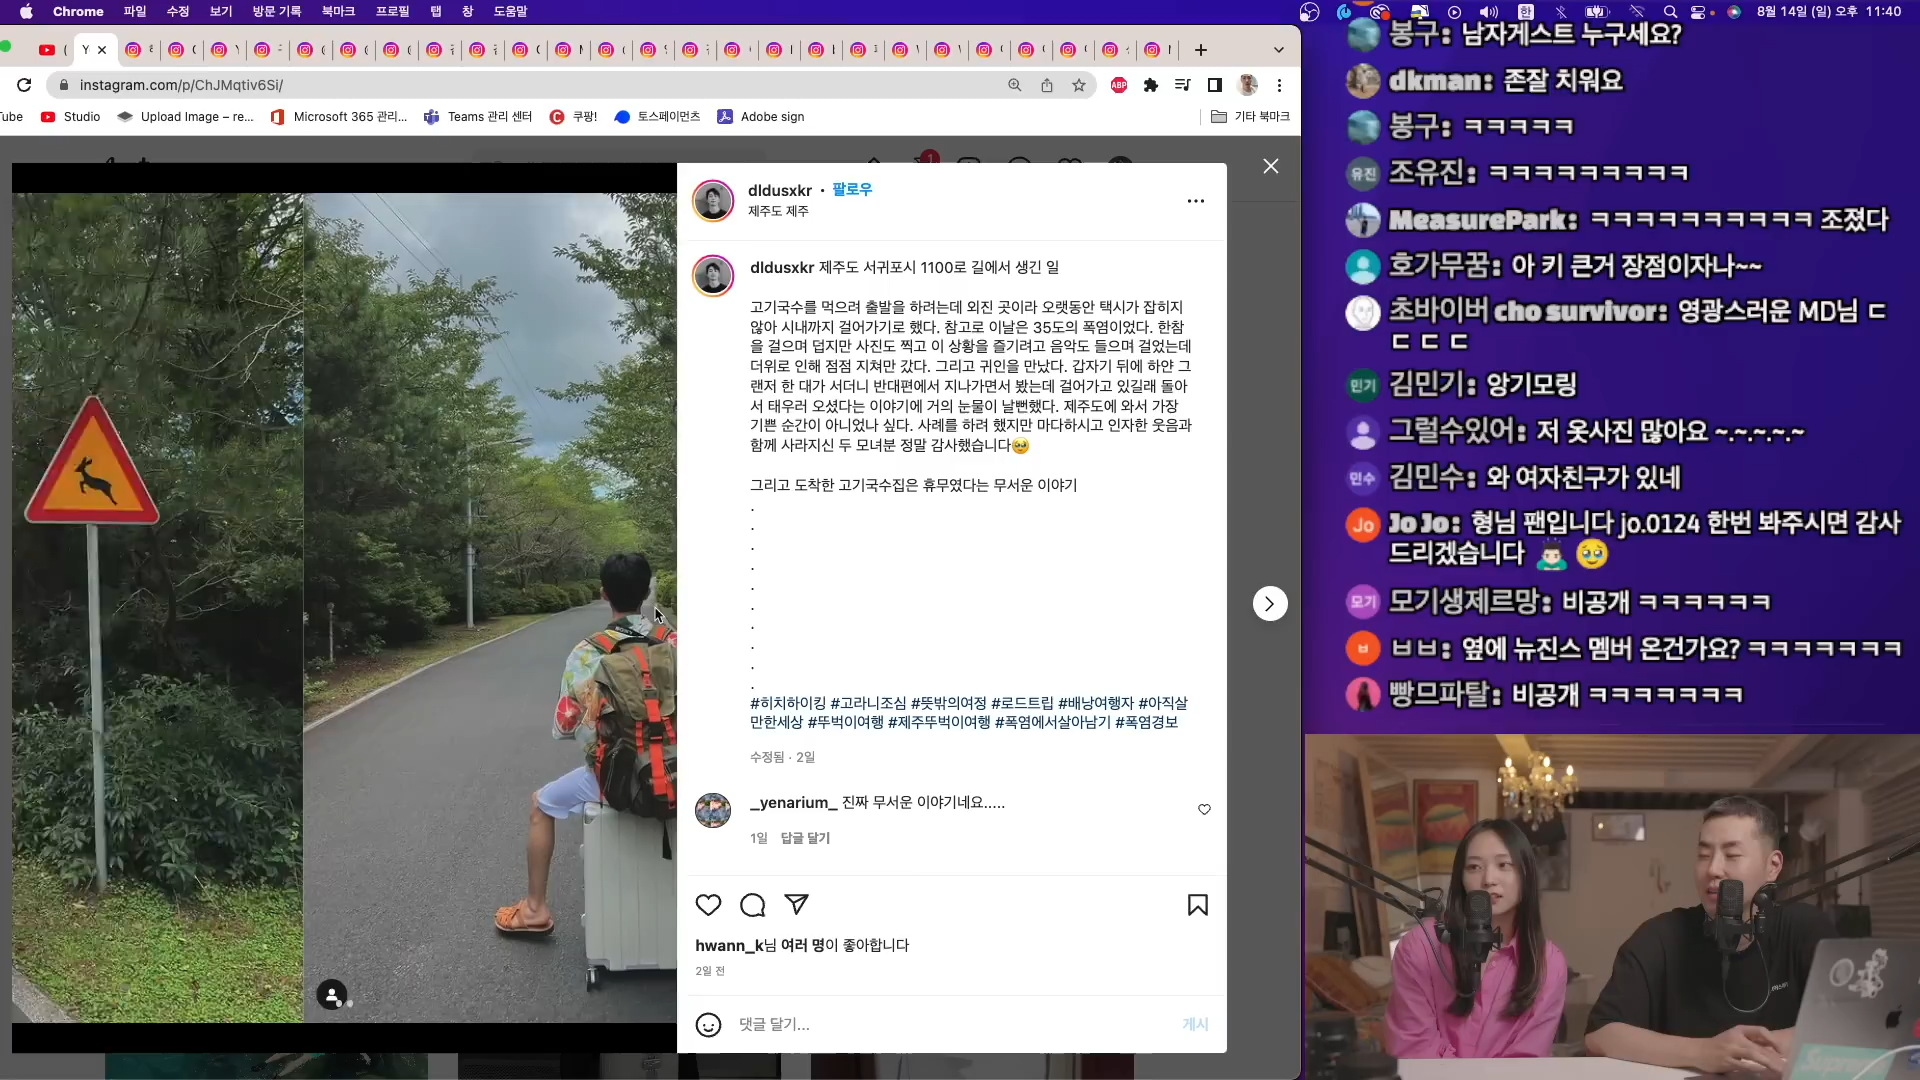 Chrome 파일 수정 보기 방문 기록 북마크 프로필 탭 창 도움말
한 8월 14일 (일) 오후 11:40
instagram.com/p/ChJMqtiv6Si/
ABP
Studio Upload Image – re... Microsoft 365 관리... Teams 관리 센터 쿠팡! 토스페이먼츠 Adobe sign 기타 북마크
1
dldusxkr • 팔로우
제주도 제주
dldusxkr 제주도 서귀포시 1100로 길에서 생긴 일
고기국수를 먹으려 출발을 하려는데 외진 곳이라 오랫동안 택시가 잡히지
않아 시내까지 걸어가기로 했다. 참고로 이날은 35도의 폭염이었다. 한참
을 걸으며 덥지만 사진도 찍고 이 상황을 즐기려고 음악도 들으며 걸었는데
더위로 인해 점점 지쳐만 갔다. 그리고 귀인을 만났다. 갑자기 뒤에 하얀 그
랜저 한 대가 서더니 반대편에서 지나가면서 봤는데 걸어가고 있길래 돌아
서 태우러 오셨다는 이야기에 거의 눈물이 날뻔했다. 제주도에 와서 가장
기쁜 순간이 아니었나 싶다. 사례를 하려 했지만 마다하시고 인자한 웃음과
함께 사라지신 두 모녀분 정말 감사했습니다🥹
그리고 도착한 고기국수집은 휴무였다는 무서운 이야기
.
.
.
.
.
.
.
.
.
.
#히치하이킹 #고라니조심 #뜻밖의여정 #로드트립 #배낭여행자 #아직살
만한세상 #뚜벅이여행 #제주뚜벅이여행 #폭염에서살아남기 #폭염경보
수정됨 · 2일
_yenarium_ 진짜 무서운 이야기네요.....
1일 답글 달기
hwann_k님 여러 명이 좋아합니다
2일 전
댓글 달기...
게시
봉구: 남자게스트 누구세요?
dkman: 존잘 치워요
봉구: ㅋㅋㅋㅋㅋ
유진 조유진: ㅋㅋㅋㅋㅋㅋㅋㅋㅋ
MeasurePark: ㅋㅋㅋㅋㅋㅋㅋㅋㅋㅋ 조졌다
호가무꿈: 아 키 큰거 장점이자나~~
초바이버 cho survivor: 영광스러운 MD님 ㄷ
ㄷ ㄷ ㄷ
민기 김민기: 앙기모링
그럴수있어: 저 옷사진 많아요 ~.~.~.~.~
민수 김민수: 와 여자친구가 있네
Jo Jo Jo: 형님 팬입니다 jo.0124 한번 봐주시면 감사
드리겠습니다 🙇🏻‍♂️ 🥹
모기 모기생제르망: 비공개 ㅋㅋㅋㅋㅋㅋ
ㅂ ㅂㅂ: 옆에 뉴진스 멤버 온건가요? ㅋㅋㅋㅋㅋㅋㅋ
빵므파탈: 비공개 ㅋㅋㅋㅋㅋㅋㅋ
Supreme